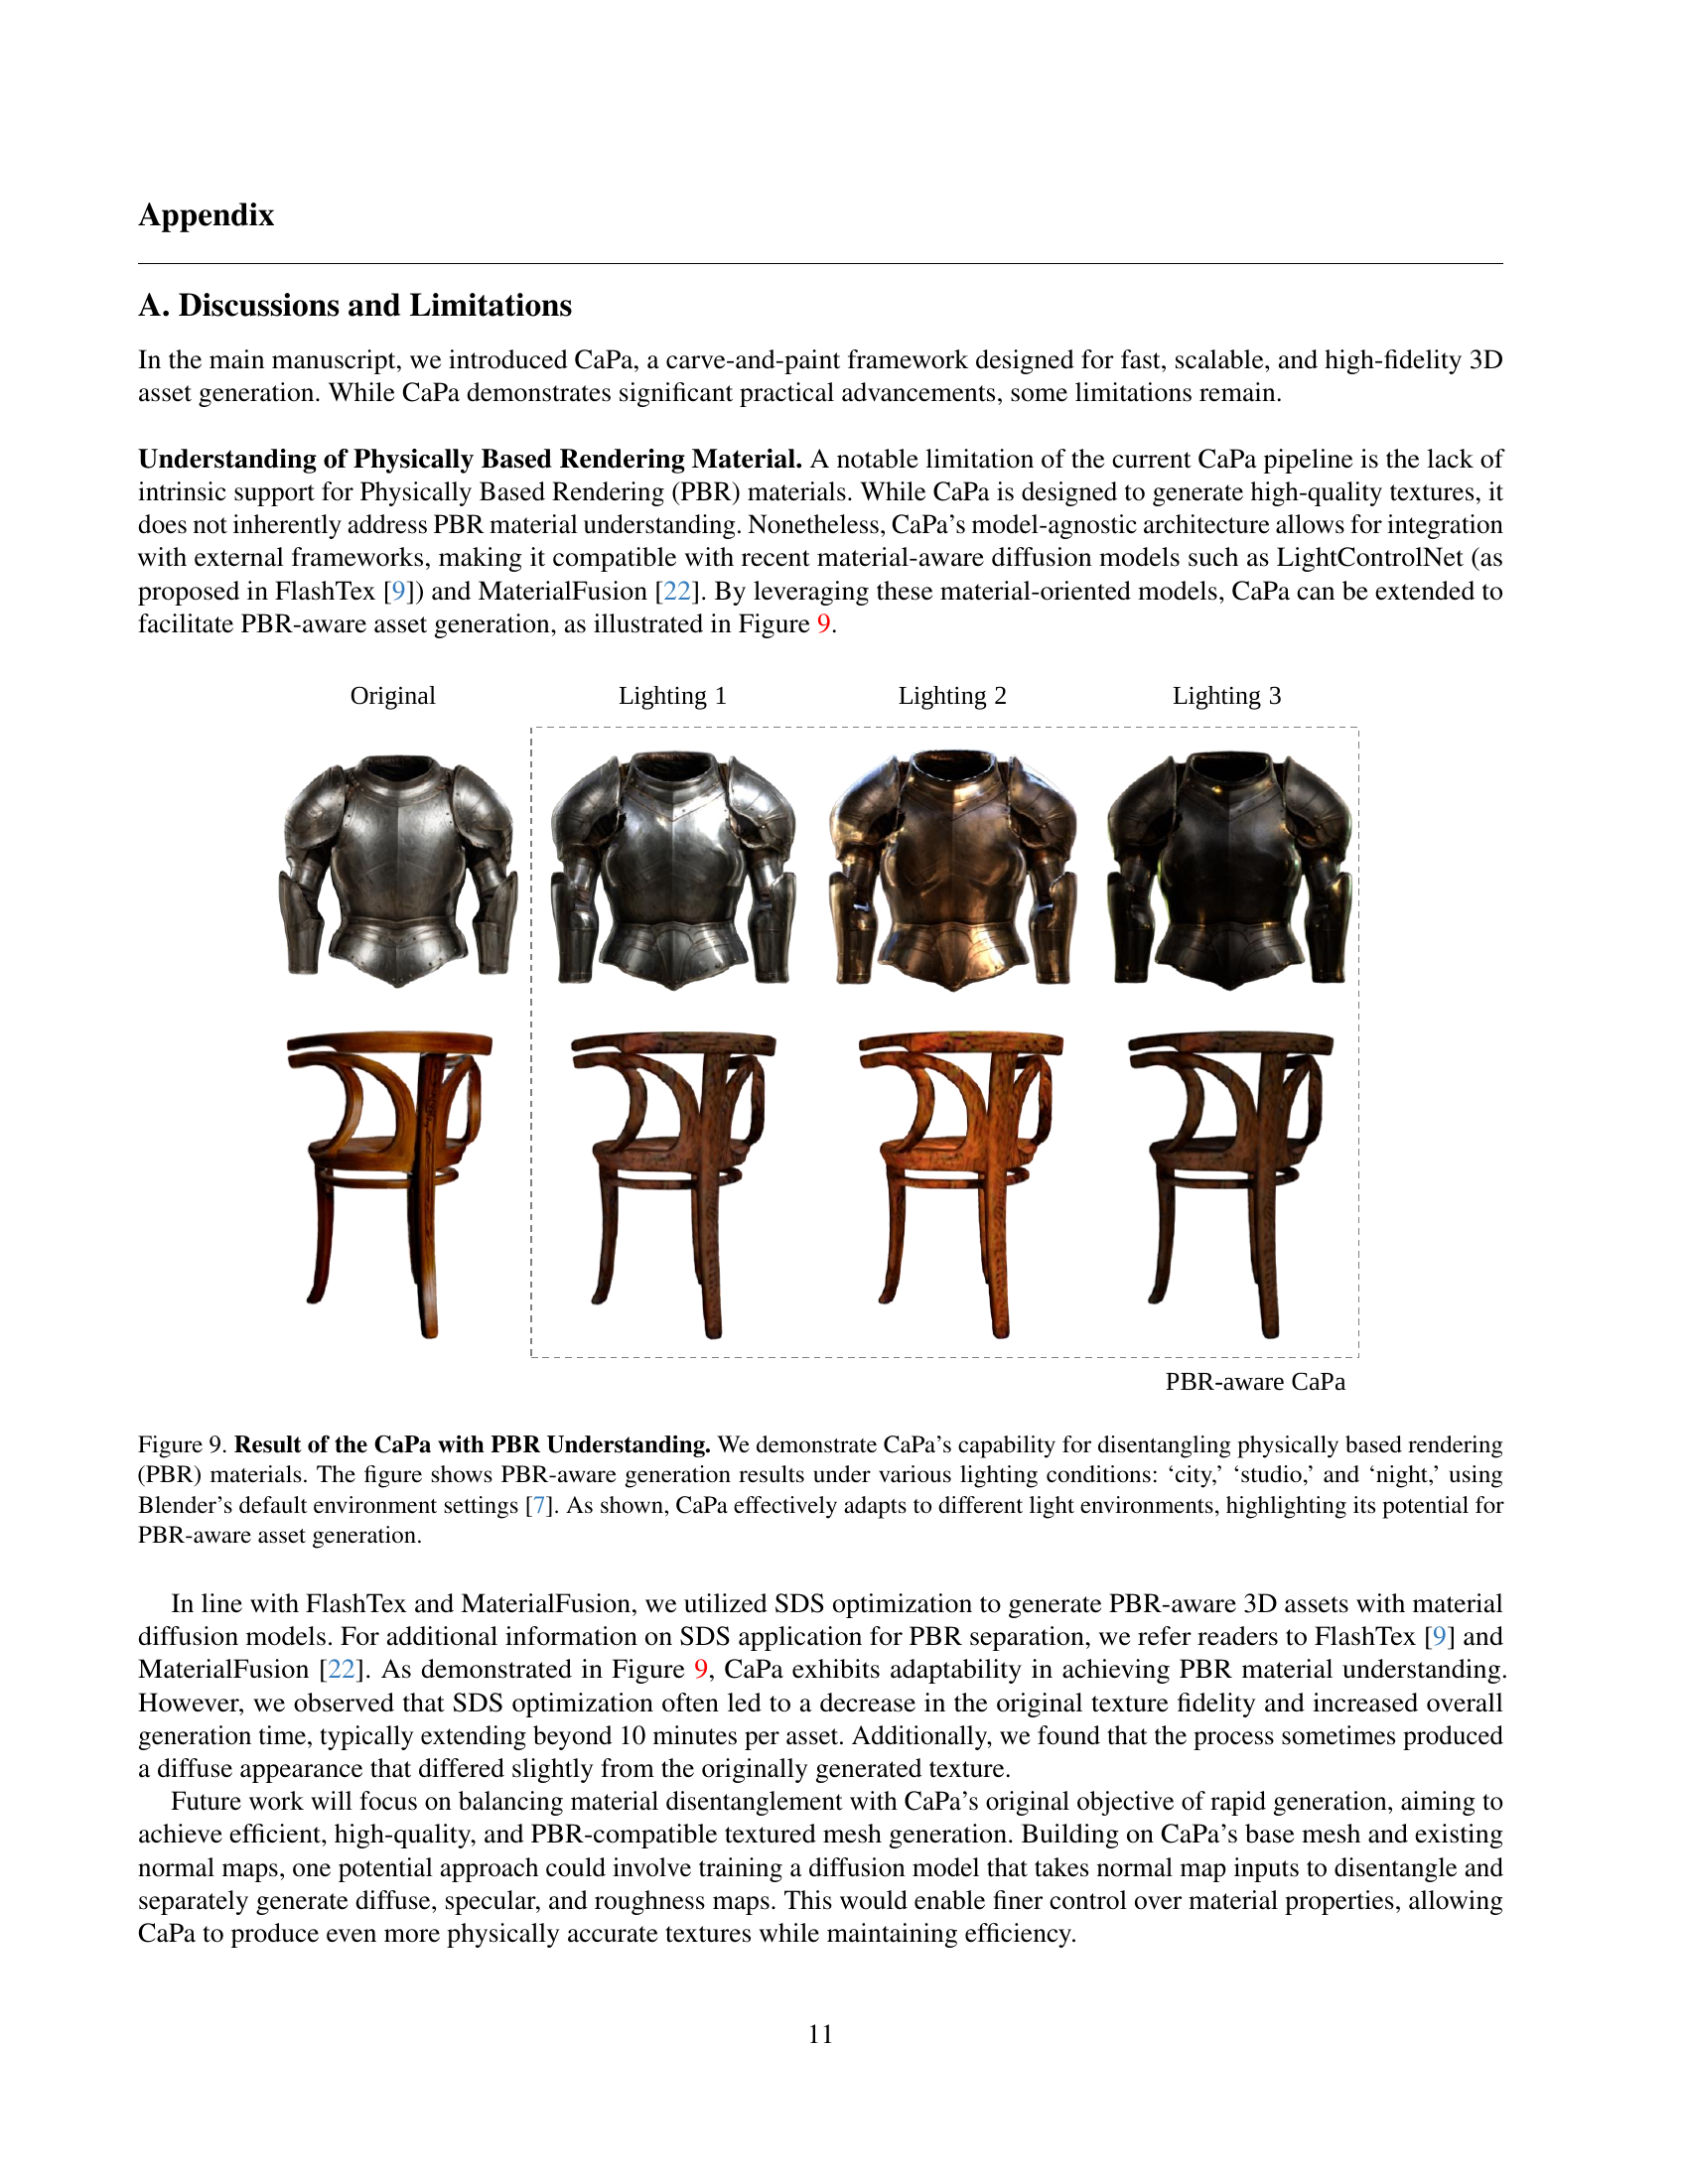 Appendix
A. Discussions and Limitations
In the main manuscript, we introduced CaPa, a carve-and-paint framework designed for fast, scalable, and high-fidelity 3D
asset generation. While CaPa demonstrates significant practical advancements, some limitations remain.
Understanding of Physically Based Rendering Material. A notable limitation of the current CaPa pipeline is the lack of
intrinsic support for Physically Based Rendering (PBR) materials. While CaPa is designed to generate high-quality textures, it
does not inherently address PBR material understanding. Nonetheless, CaPa’s model-agnostic architecture allows for integration
with external frameworks, making it compatible with recent material-aware diffusion models such as LightControlNet (as
proposed in FlashTex [9]) and MaterialFusion [22]. By leveraging these material-oriented models, CaPa can be extended to
facilitate PBR-aware asset generation, as illustrated in Figure 9.
Original Lighting 1 Lighting 2 Lighting 3
PBR-aware CaPa
Figure 9. Result of the CaPa with PBR Understanding. We demonstrate CaPa’s capability for disentangling physically based rendering
(PBR) materials. The figure shows PBR-aware generation results under various lighting conditions: ‘city,’ ‘studio,’ and ‘night,’ using
Blender’s default environment settings [7]. As shown, CaPa effectively adapts to different light environments, highlighting its potential for
PBR-aware asset generation.
In line with FlashTex and MaterialFusion, we utilized SDS optimization to generate PBR-aware 3D assets with material
diffusion models. For additional information on SDS application for PBR separation, we refer readers to FlashTex [9] and
MaterialFusion [22]. As demonstrated in Figure 9, CaPa exhibits adaptability in achieving PBR material understanding.
However, we observed that SDS optimization often led to a decrease in the original texture fidelity and increased overall
generation time, typically extending beyond 10 minutes per asset. Additionally, we found that the process sometimes produced
a diffuse appearance that differed slightly from the originally generated texture.
Future work will focus on balancing material disentanglement with CaPa’s original objective of rapid generation, aiming to
achieve efficient, high-quality, and PBR-compatible textured mesh generation. Building on CaPa’s base mesh and existing
normal maps, one potential approach could involve training a diffusion model that takes normal map inputs to disentangle and
separately generate diffuse, specular, and roughness maps. This would enable finer control over material properties, allowing
CaPa to produce even more physically accurate textures while maintaining efficiency.
11